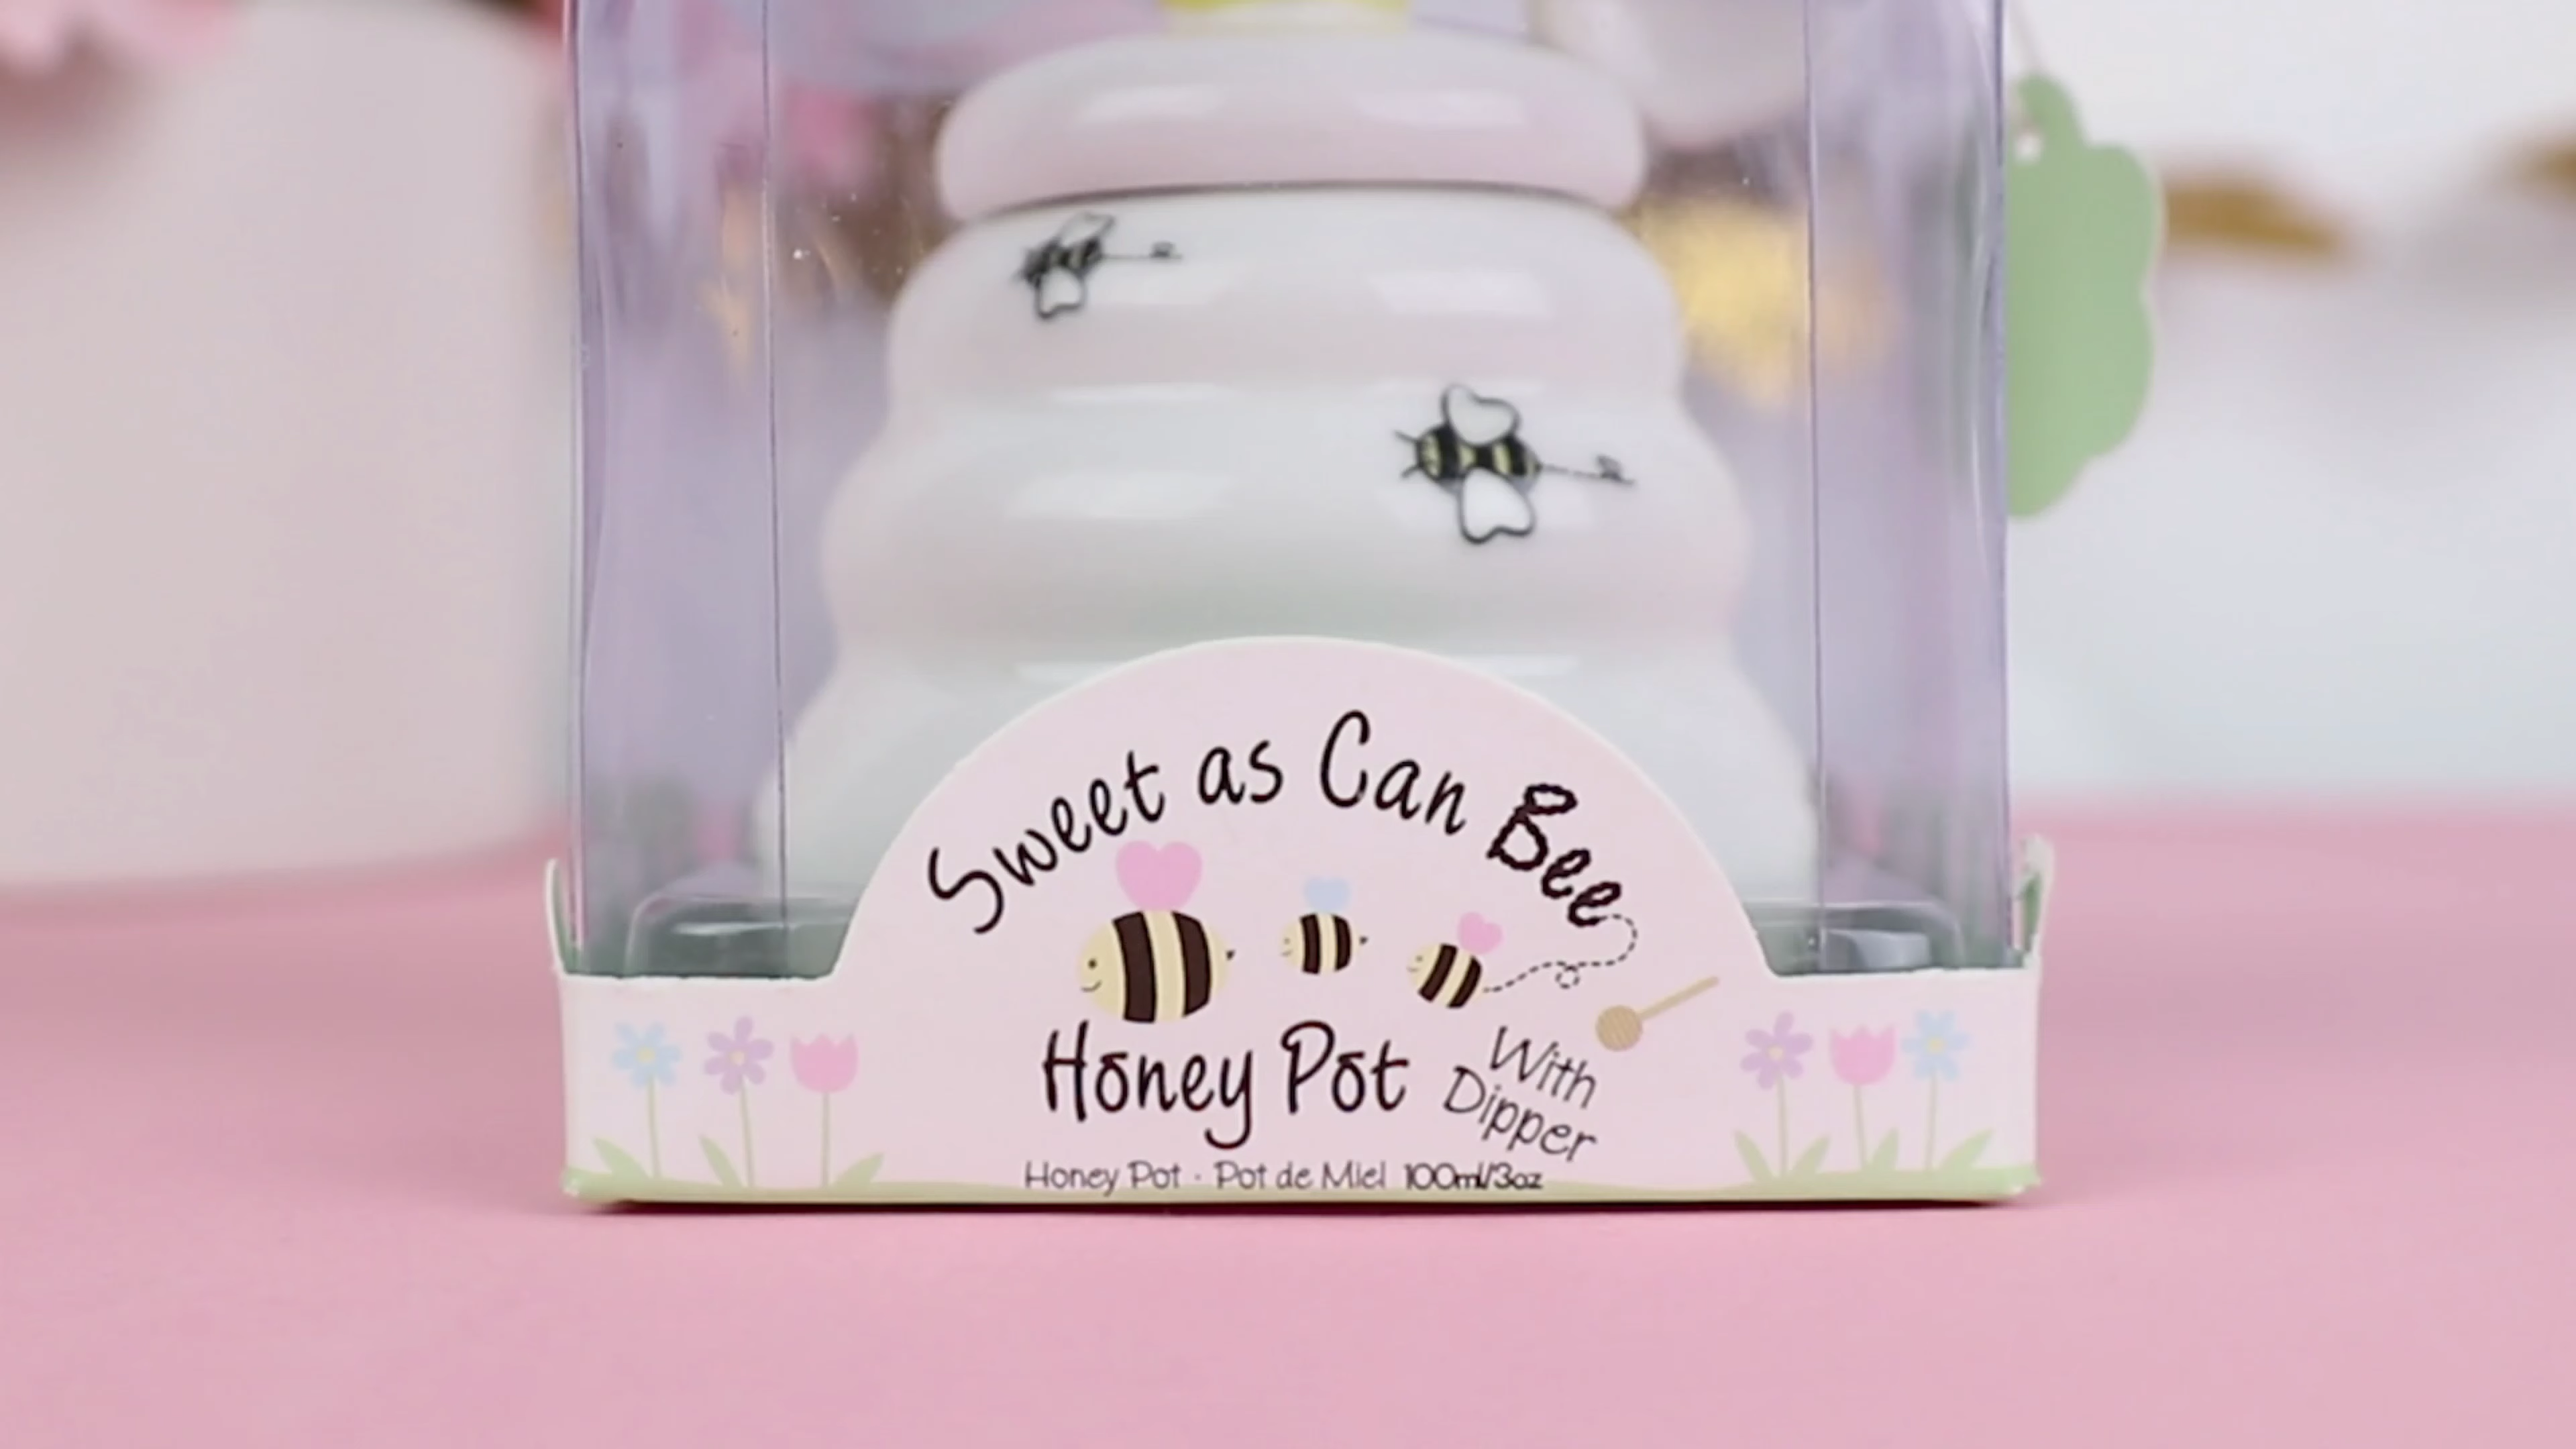 Sweet as Can Bee
Honey Pot
With
Dipper
Honey Pot · Pot de Miel 100ml/3oz